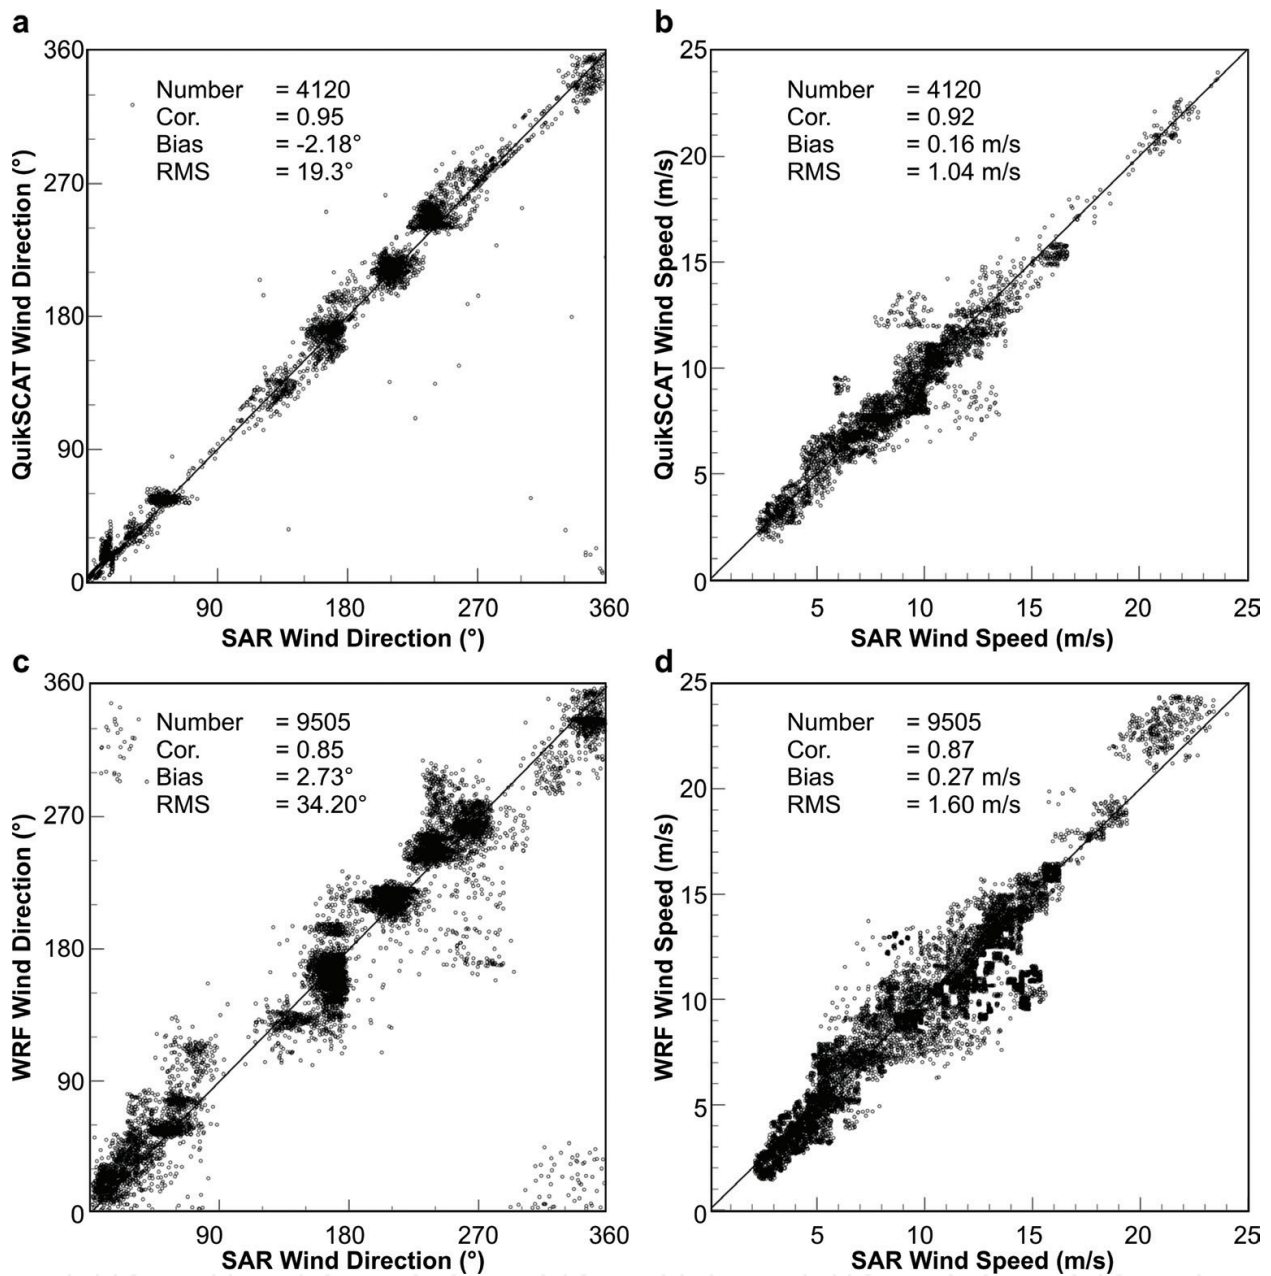 a
360
270
180
90
0
QuikSCAT Wind Direction (°)
Number = 4120
Cor. = 0.95
Bias = -2.18°
RMS = 19.3°
90 180 270 360
SAR Wind Direction (°)
b
25
20
15
10
5
0
QuikSCAT Wind Speed (m/s)
Number = 4120
Cor. = 0.92
Bias = 0.16 m/s
RMS = 1.04 m/s
5 10 15 20 25
SAR Wind Speed (m/s)
c
360
270
180
90
0
WRF Wind Direction (°)
Number = 9505
Cor. = 0.85
Bias = 2.73°
RMS = 34.20°
90 180 270 360
SAR Wind Direction (°)
d
25
20
15
10
5
0
WRF Wind Speed (m/s)
Number = 9505
Cor. = 0.87
Bias = 0.27 m/s
RMS = 1.60 m/s
5 10 15 20 25
SAR Wind Speed (m/s)